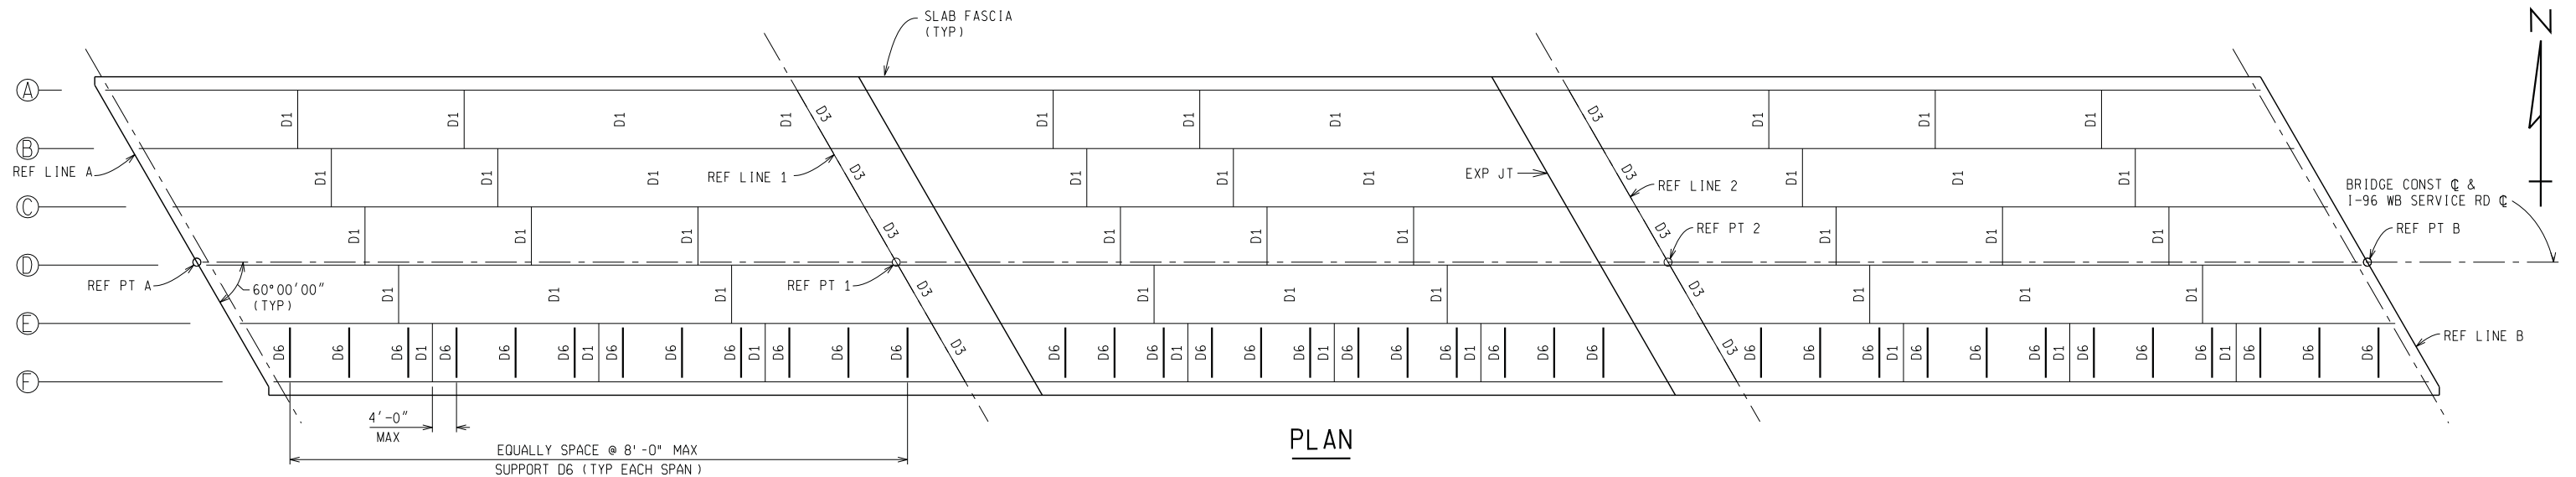 SLAB FASCIA
(TYP)
N
A
D1 D1 D1 D1 D3 D1 D1 D1 D3 D1 D1 D1
B
REF LINE A
D1 D1 D1 REF LINE 1 D3 D1 D1 D1 EXP JT D3 REF LINE 2 D1 D1 D1
BRIDGE CONST ℄ &
I-96 WB SERVICE RD ℄
C
D1 D1 D1 D3 D1 D1 D1 D3 REF PT 2 D1 D1 D1 REF PT B
D
REF PT A
60°00'00"
(TYP)
D1 D1 D1 REF PT 1 D3 D1 D1 D1 D3 D1 D1 D1
E
D6 D6 D6 D1 D6 D6 D6 D1 D6 D6 D6 D1 D6 D6 D6 D3 D6 D6 D6 D1 D6 D6 D6 D1 D6 D6 D6 D1 D6 D6 D6 D3 D6 D6 D6 D1 D6 D6 D6 D1 D6 D6 D6 D1 D6 D6 D6
REF LINE B
F
4'-0"
MAX
EQUALLY SPACE @ 8'-0" MAX
SUPPORT D6 (TYP EACH SPAN)
PLAN